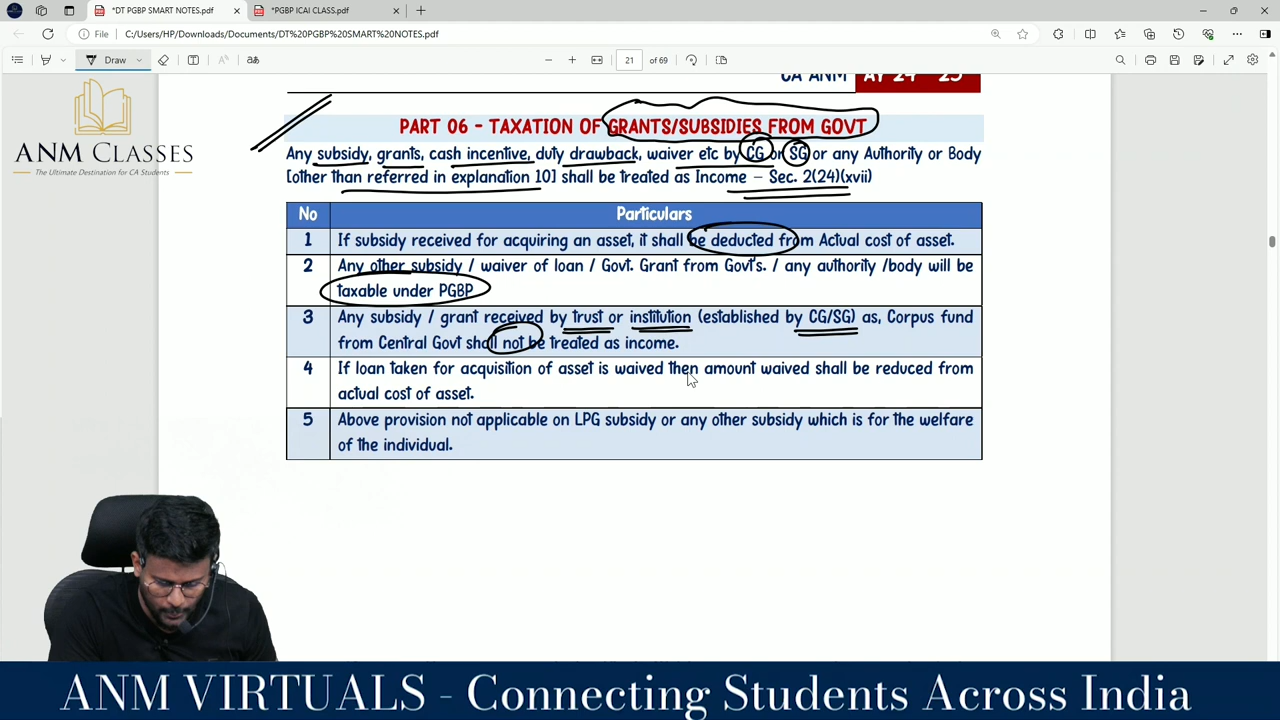 *DT PGBP SMART NOTES.pdf
*PGBP ICAI CLASS.pdf
File
C:/Users/HP/Downloads/Documents/DT%20PGBP%20SMART%20NOTES.pdf
Draw
21 of 69
ANM CLASSES
The Ultimate Destination for CA Students
CA ANM AY 24 - 25
PART 06 - TAXATION OF GRANTS/SUBSIDIES FROM GOVT
Any subsidy, grants, cash incentive, duty drawback, waiver etc by CG or SG or any Authority or Body
[other than referred in explanation 10] shall be treated as Income – Sec. 2(24)(xvii)
No Particulars
1 If subsidy received for acquiring an asset, it shall be deducted from Actual cost of asset.
2 Any other subsidy / waiver of loan / Govt. Grant from Govt's. / any authority /body will be
taxable under PGBP
3 Any subsidy / grant received by trust or institution (established by CG/SG) as, Corpus fund
from Central Govt shall not be treated as income.
4 If loan taken for acquisition of asset is waived then amount waived shall be reduced from
actual cost of asset.
5 Above provision not applicable on LPG subsidy or any other subsidy which is for the welfare
of the individual.
ANM VIRTUALS - Connecting Students Across India